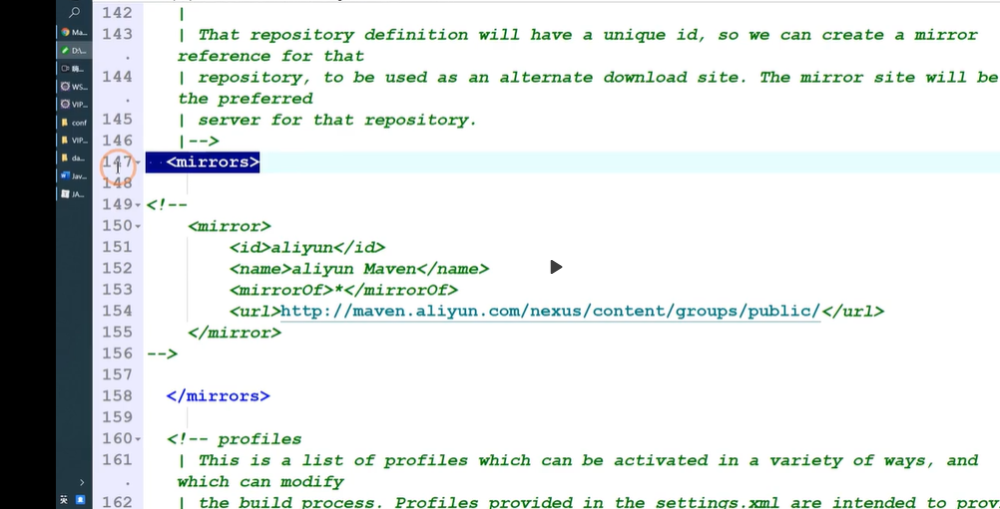 142 |
143 | That repository definition will have a unique id, so we can create a mirror
reference for that
144 | repository, to be used as an alternate download site. The mirror site will be
the preferred
145 | server for that repository.
146 |-->
147 <mirrors>
148
149 <!--
150 <mirror>
151 <id>aliyun</id>
152 <name>aliyun Maven</name>
153 <mirrorOf>*</mirrorOf>
154 <url>http://maven.aliyun.com/nexus/content/groups/public/</url>
155 </mirror>
156 -->
157
158 </mirrors>
159
160 <!-- profiles
161 | This is a list of profiles which can be activated in a variety of ways, and
which can modify
162 | the build process. Profiles provided in the settings.xml are intended to prov
Ma...
D:\...
WS...
VIP...
conf
VIP...
da...
Jav...
JA...
英